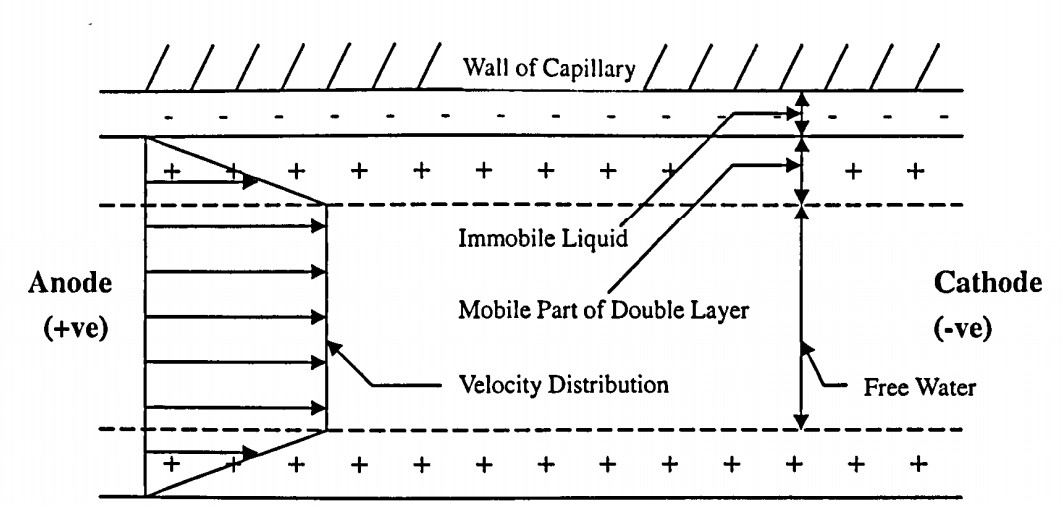 Wall of Capillary
- - - - - - - - - - - - -
+ + + + + + + + + + +
Immobile Liquid
Anode
(+ve)
Cathode
(-ve)
Mobile Part of Double Layer
Velocity Distribution
Free Water
+ + + + + + + + + + + + +